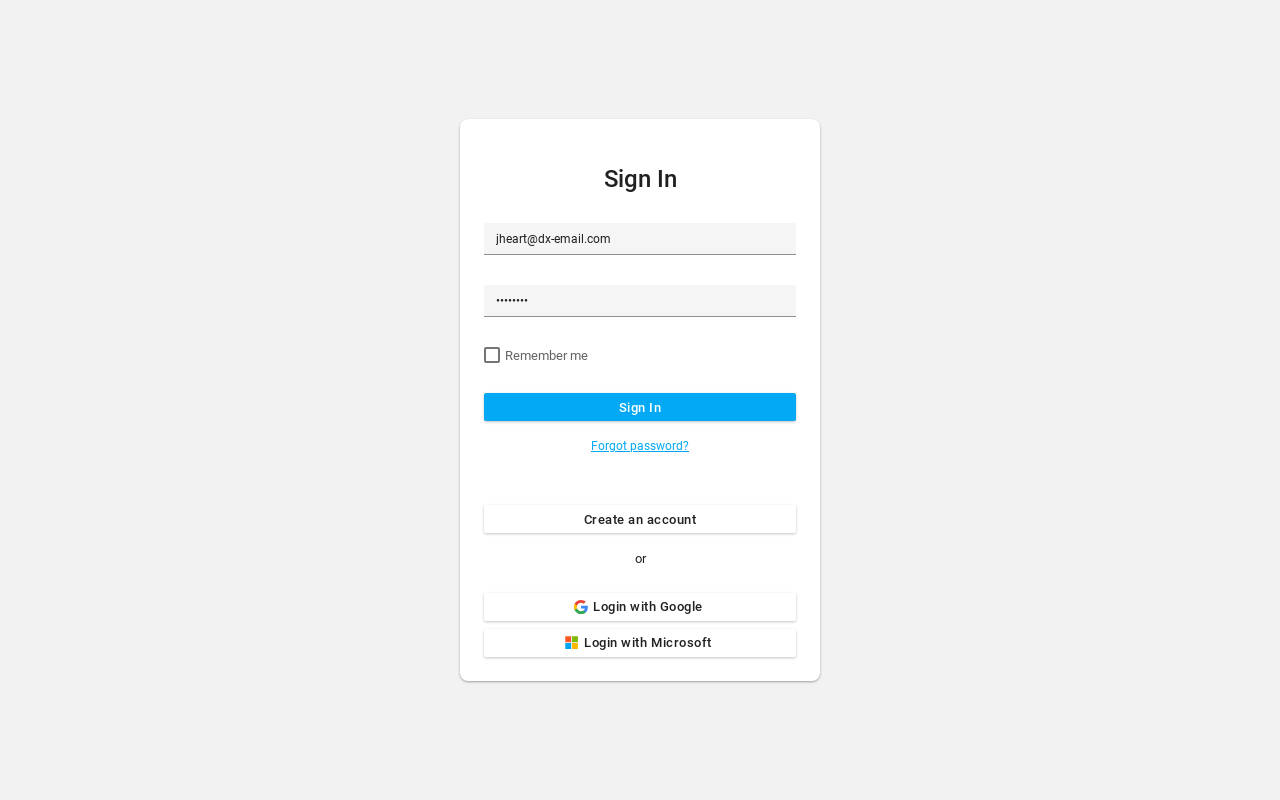 Sign In
jheart@dx-email.com
••••••••
Remember me
Sign In
Forgot password?
Create an account
or
Login with Google
Login with Microsoft